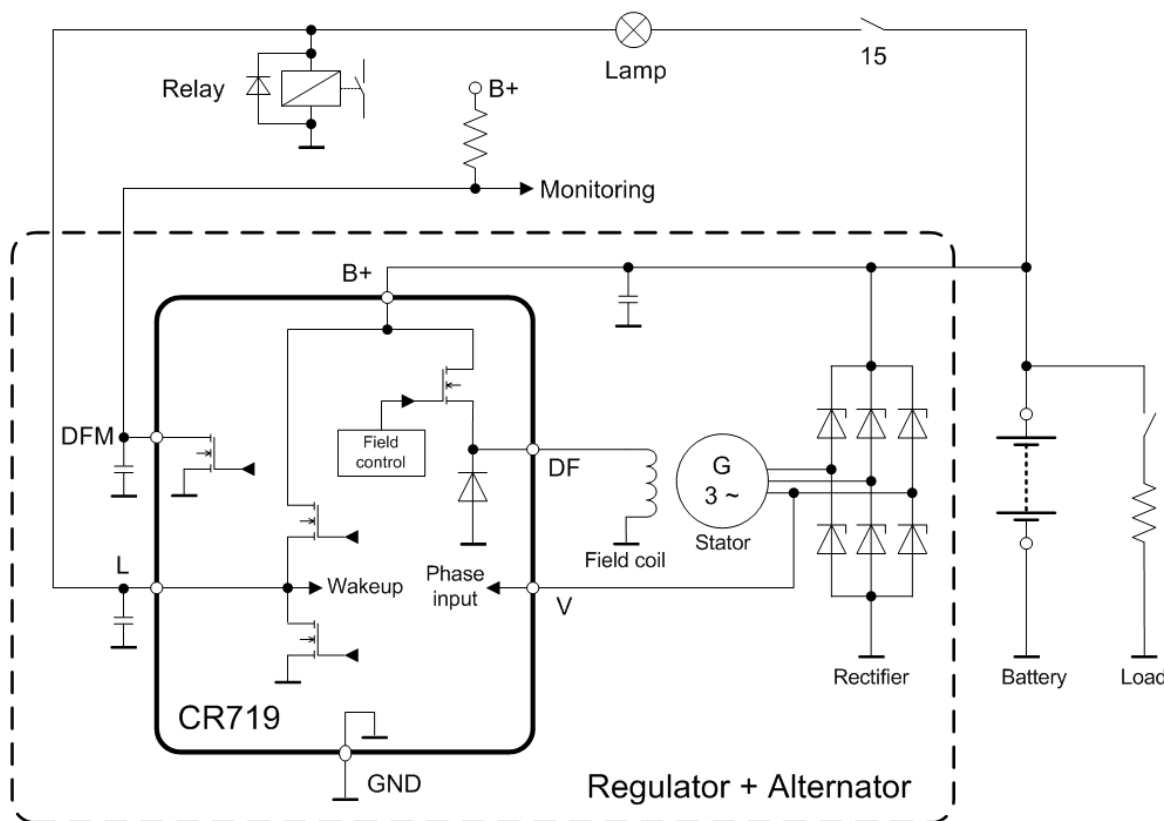 15
Lamp
Relay
B+
Monitoring
B+
DFM
Field
control
DF
G
3 ~
Stator
Field coil
L
Wakeup
Phase
input
V
Rectifier
Battery
Load
CR719
GND
Regulator + Alternator